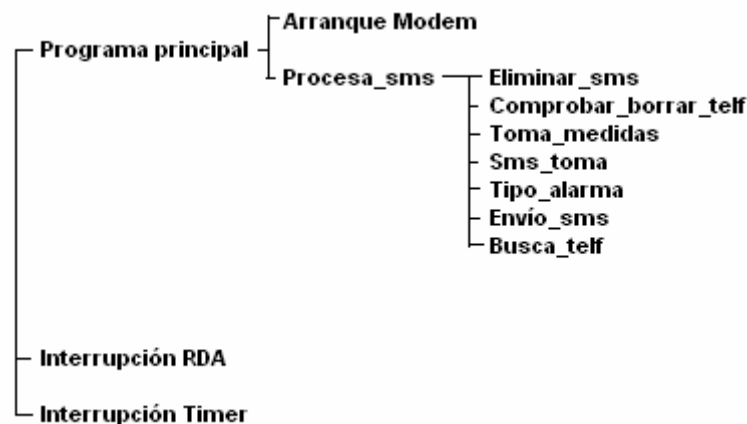 Arranque Modem
Programa principal
Procesa_sms
Eliminar_sms
Comprobar_borrar_telf
Toma_medidas
Sms_toma
Tipo_alarma
Envío_sms
Busca_telf
Interrupción RDA
Interrupción Timer